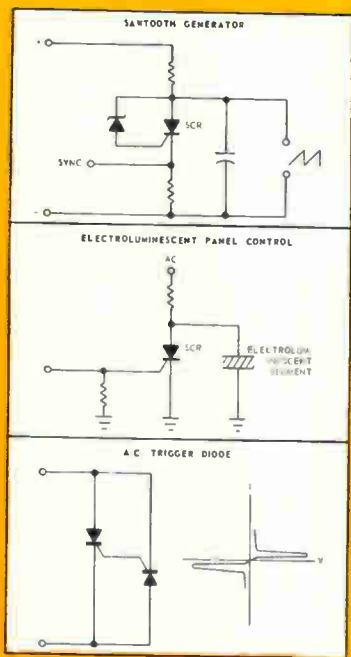 SAWTOOTH GENERATOR
+
SCR
SYNC
-
ELECTROLUMINESCENT PANEL CONTROL
AC
SCR
ELECTROLUM
SEGMENT
A C TRIGGER DIODE
V